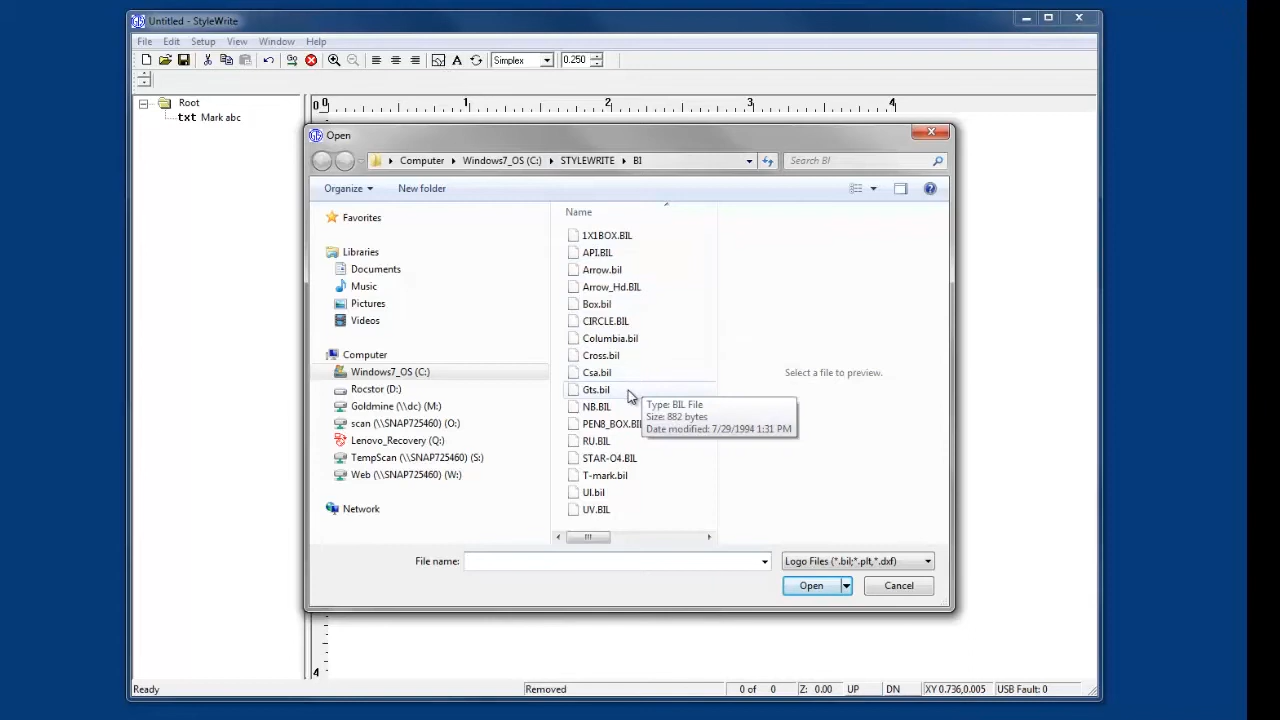 Untitled - StyleWrite
File Edit Setup View Window Help
Go A Simplex 0.250
Root
txt Mark abc
0 0 1 2 3 4
Open
Computer Windows7_OS (C:) STYLEWRITE BI Search BI
Organize New folder
Favorites
Libraries
Documents
Music
Pictures
Videos
Computer
Windows7_OS (C:)
Rocstor (D:)
Goldmine (\\dc) (M:)
scan (\\SNAP725460) (O:)
Lenovo_Recovery (Q:)
TempScan (\\SNAP725460) (S:)
Web (\\SNAP725460) (W:)
Network
Name
1X1BOX.BIL
API.BIL
Arrow.bil
Arrow_Hd.BIL
Box.bil
CIRCLE.BIL
Columbia.bil
Cross.bil
Csa.bil
Gts.bil
NB.BIL
PEN8_BOX.BIL
RU.BIL
STAR-O4.BIL
T-mark.bil
Ul.bil
UV.BIL
Type: BIL File
Size: 882 bytes
Date modified: 7/29/1994 1:31 PM
Select a file to preview.
File name: Logo Files (*.bil;*.plt,*.dxf)
Open Cancel
4
Ready Removed 0 of 0 Z: 0.00 UP DN XY 0.736,0.005 USB Fault: 0